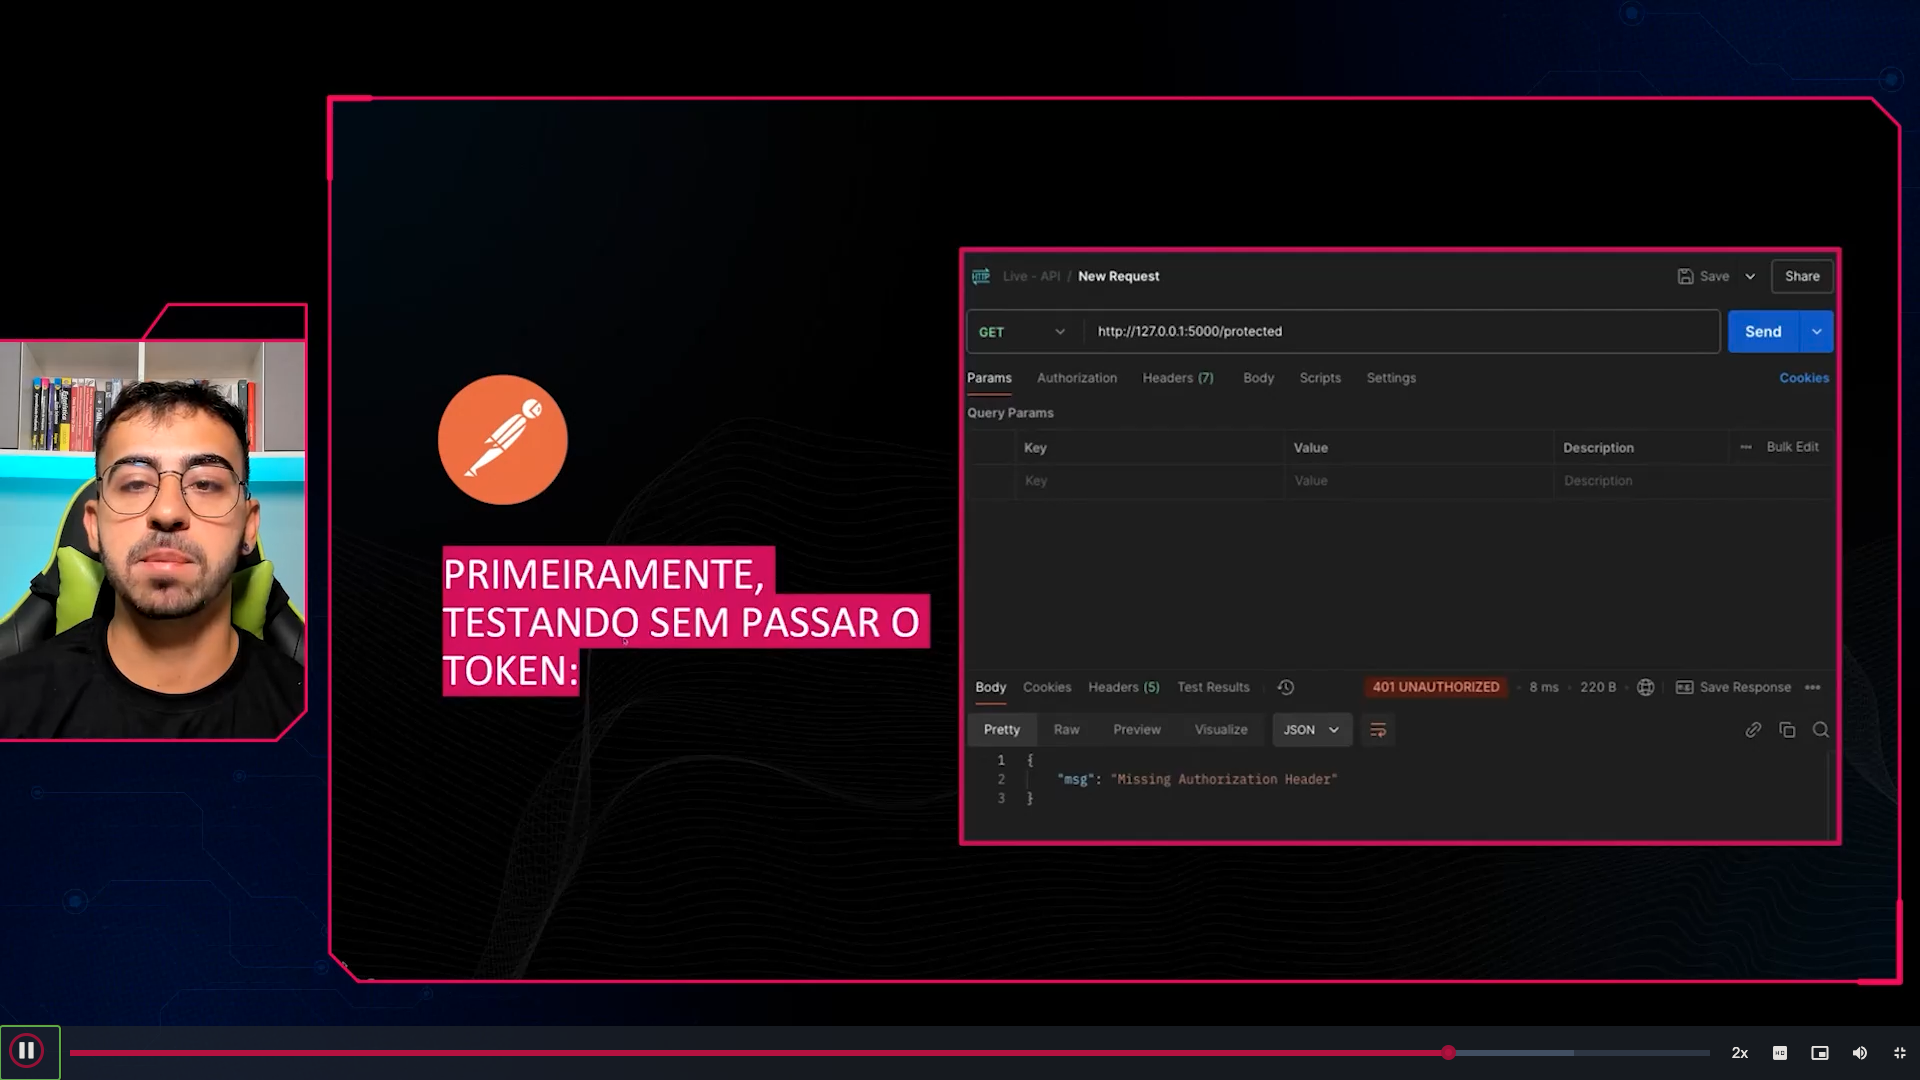 Live - API / New Request
Save
Share
GET
http://127.0.0.1:5000/protected
Send
Params
Authorization
Headers (7)
Body
Scripts
Settings
Cookies
Query Params
Key
Value
Description
Bulk Edit
Key
Value
Description
PRIMEIRAMENTE,
TESTANDO SEM PASSAR O
TOKEN:
Body
Cookies
Headers (5)
Test Results
401 UNAUTHORIZED
8 ms
220 B
Save Response
Pretty
Raw
Preview
Visualize
JSON
1 {
2 "msg": "Missing Authorization Header"
3 }
2x